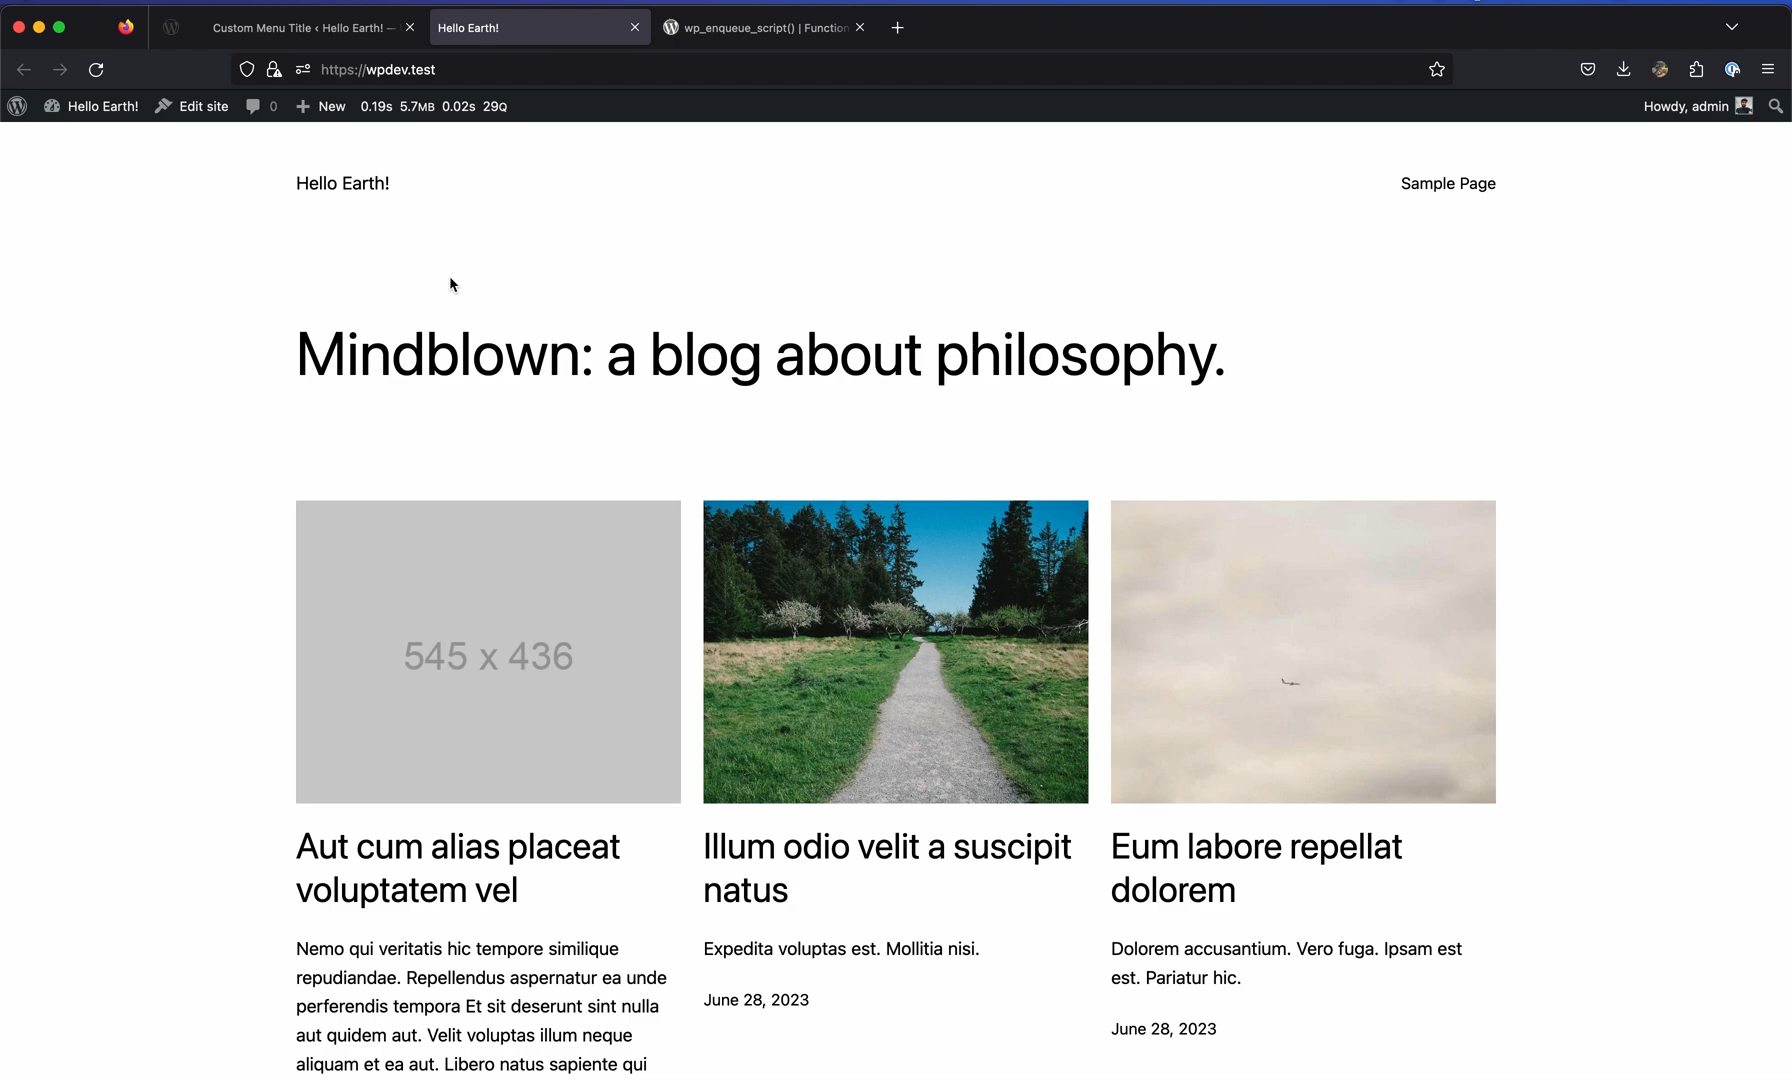 Custom Menu Title ‹ Hello Earth! —
Hello Earth!
wp_enqueue_script() | Function
https://wpdev.test
Hello Earth!
Edit site
0
New
0.19s 5.7MB 0.02s 29Q
Howdy, admin
Hello Earth!
Sample Page
Mindblown: a blog about philosophy.
545 x 436
Aut cum alias placeat
voluptatem vel
Nemo qui veritatis hic tempore similique
repudiandae. Repellendus aspernatur ea unde
perferendis tempora Et sit deserunt sint nulla
aut quidem aut. Velit voluptas illum neque
aliquam et ea aut. Libero natus sapiente qui
Illum odio velit a suscipit
natus
Expedita voluptas est. Mollitia nisi.
June 28, 2023
Eum labore repellat
dolorem
Dolorem accusantium. Vero fuga. Ipsam est
est. Pariatur hic.
June 28, 2023